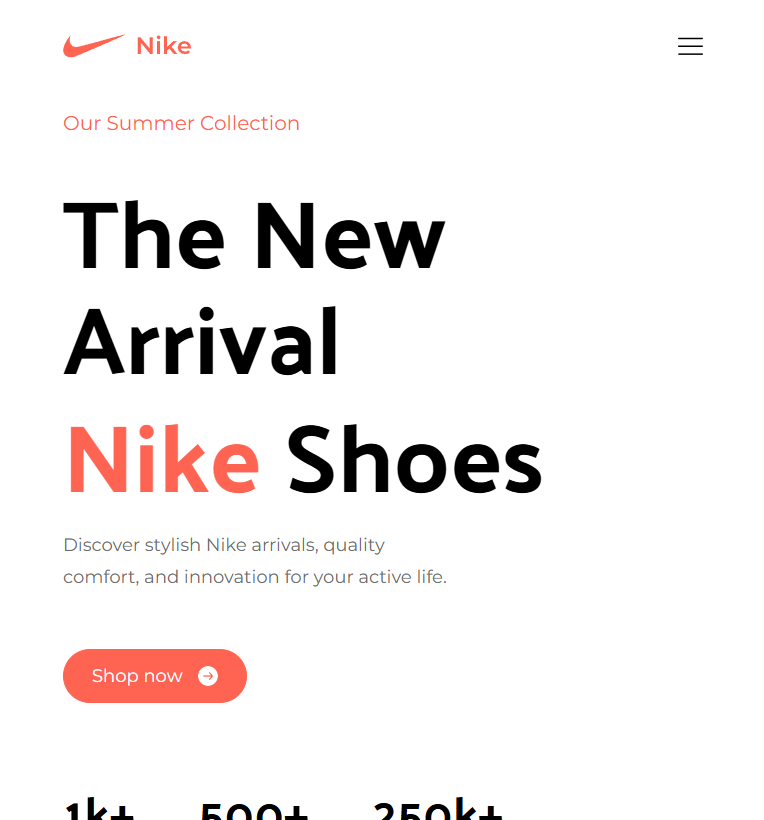 Nike
Our Summer Collection
The New
Arrival
Nike Shoes
Discover stylish Nike arrivals, quality
comfort, and innovation for your active life.
Shop now
1k+ 500+ 250k+